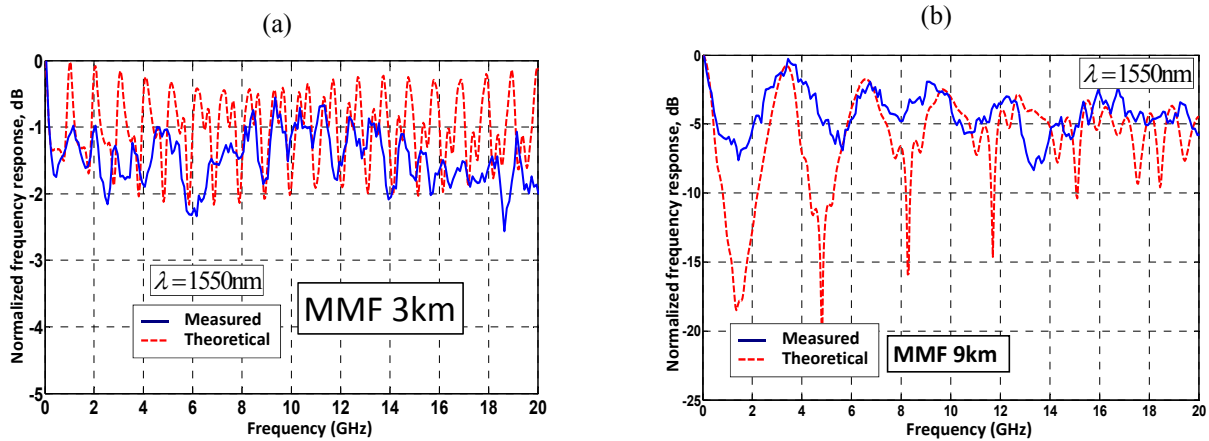 (a)
Normalized frequency response, dB
0
-1
-2
-3
-4
-5
λ=1550nm
MMF 3km
Measured
Theoretical
0 2 4 6 8 10 12 14 16 18 20
Frequency (GHz)
(b)
Normalized frequency response, dB
0
-5
-10
-15
-20
-25
λ=1550nm
Measured
Theoretical
MMF 9km
0 2 4 6 8 10 12 14 16 18 20
Frequency (GHz)